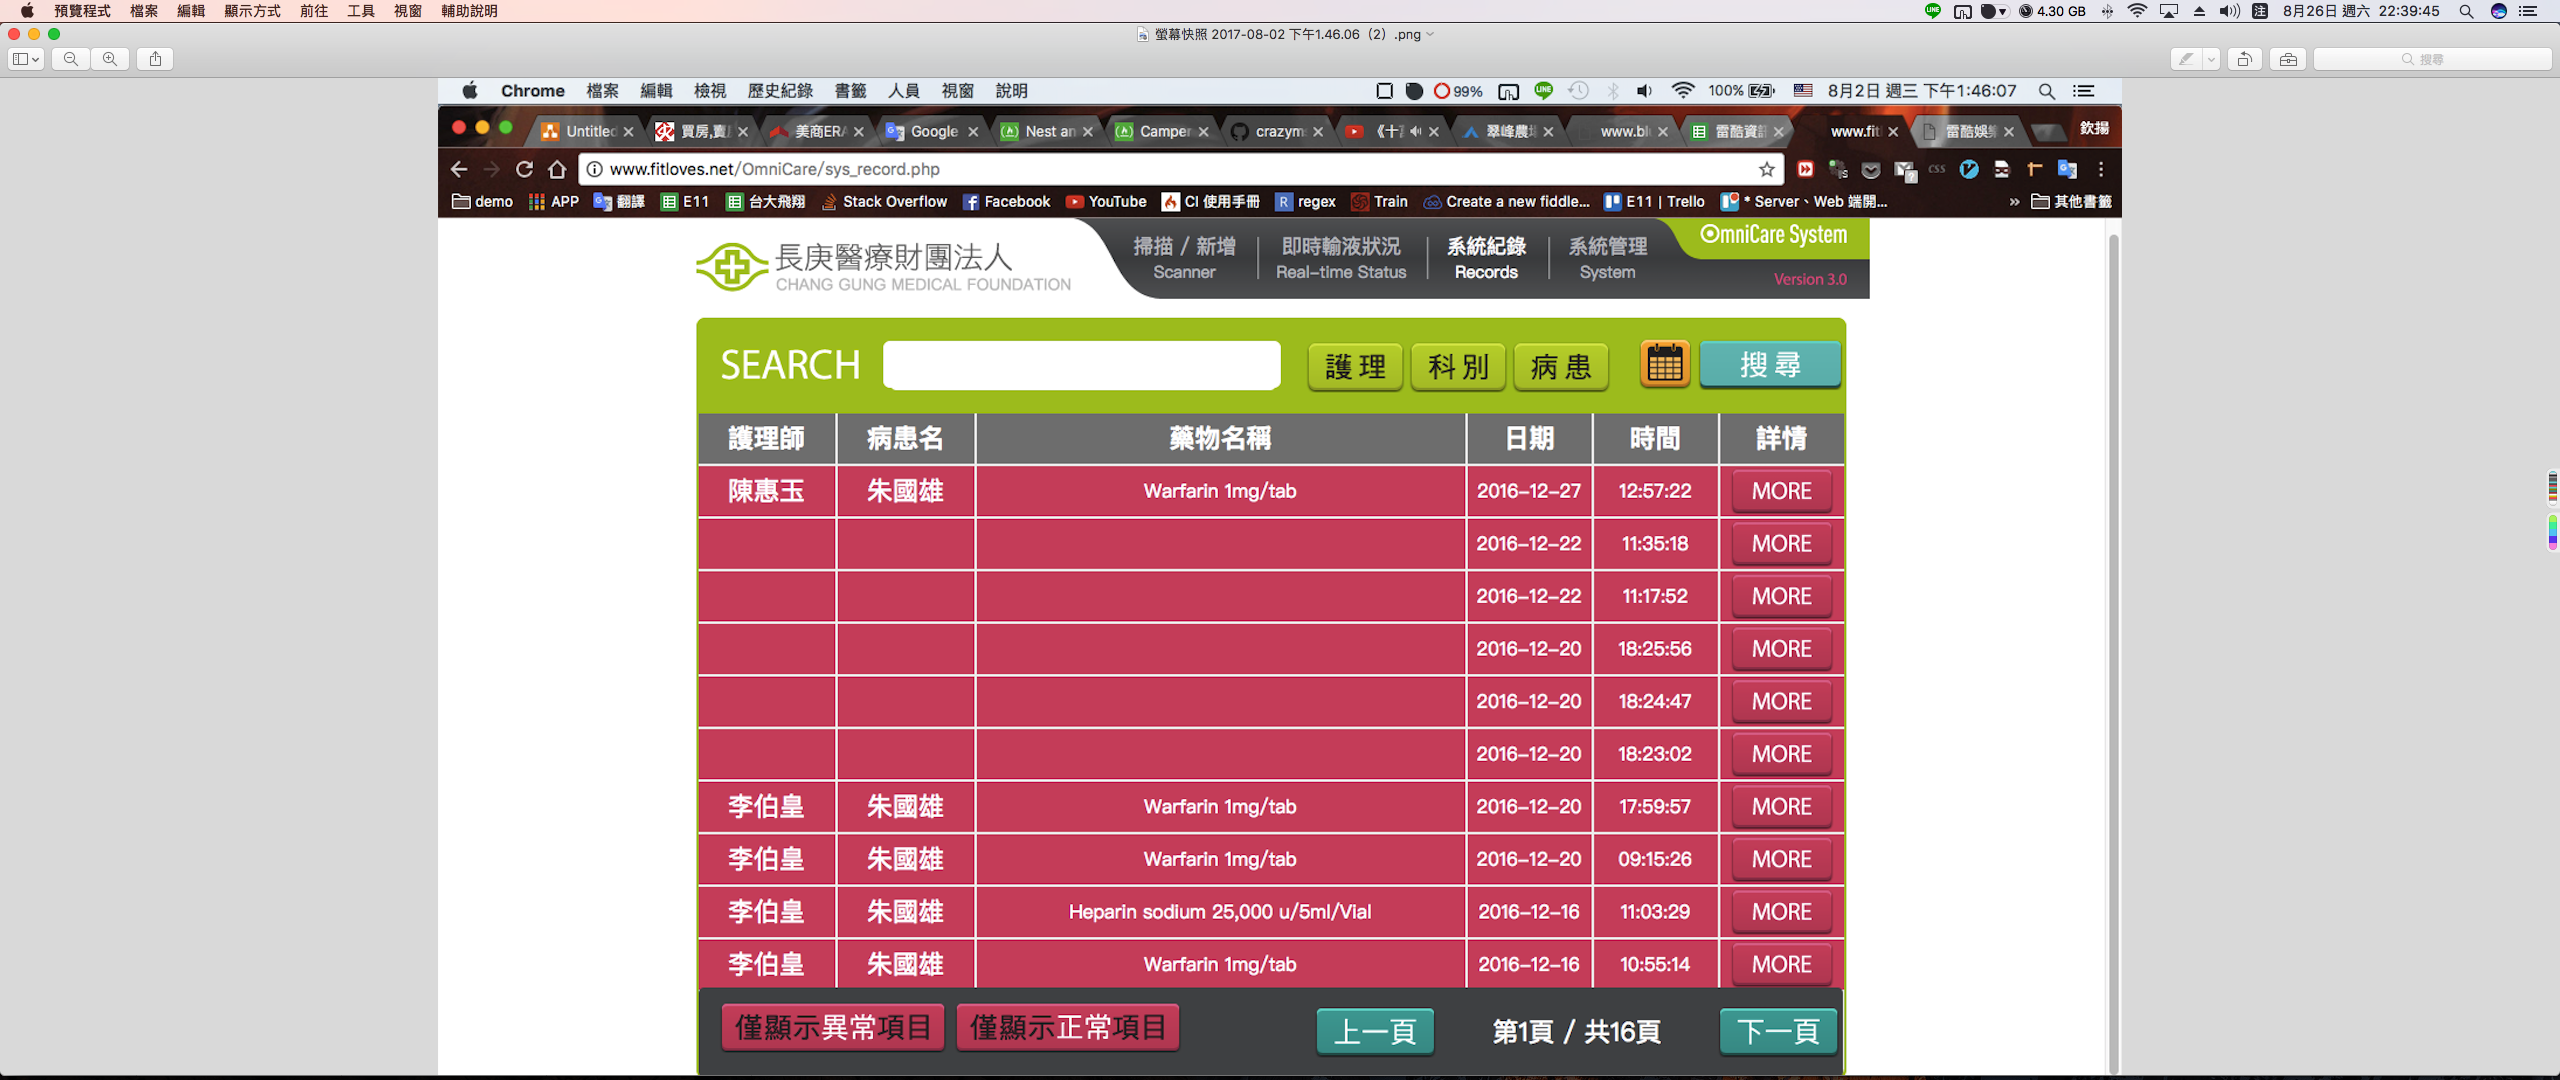 預覽程式 檔案 編輯 顯示方式 前往 工具 視窗 輔助說明 4.30 GB 注 8月26日 週六 22:39:45
螢幕快照 2017-08-02 下午1.46.06（2）.png
搜尋
Chrome 檔案 編輯 檢視 歷史紀錄 書籤 人員 視窗 說明 99% LINE 100% 8月2日 週三 下午1:46:07
Untitled 買房,賣 美商ERA Google Nest an Camper crazym 《十 翠峰農場 www.bl 雷酷資訊 www.fitl 雷酷娛樂 欽揚
www.fitloves.net/OmniCare/sys_record.php
demo APP 翻譯 E11 台大飛翔 Stack Overflow Facebook YouTube CI 使用手冊 regex Train Create a new fiddle... E11 | Trello * Server、Web 端開... » 其他書籤
長庚醫療財團法人
CHANG GUNG MEDICAL FOUNDATION
掃描 / 新增 即時輸液狀況 系統紀錄 系統管理 OmniCare System
Scanner Real-time Status Records System Version 3.0
SEARCH 護理 科別 病患 搜尋
護理師 病患名 藥物名稱 日期 時間 詳情
陳惠玉 朱國雄 Warfarin 1mg/tab 2016-12-27 12:57:22 MORE
2016-12-22 11:35:18 MORE
2016-12-22 11:17:52 MORE
2016-12-20 18:25:56 MORE
2016-12-20 18:24:47 MORE
2016-12-20 18:23:02 MORE
李伯皇 朱國雄 Warfarin 1mg/tab 2016-12-20 17:59:57 MORE
李伯皇 朱國雄 Warfarin 1mg/tab 2016-12-20 09:15:26 MORE
李伯皇 朱國雄 Heparin sodium 25,000 u/5ml/Vial 2016-12-16 11:03:29 MORE
李伯皇 朱國雄 Warfarin 1mg/tab 2016-12-16 10:55:14 MORE
僅顯示異常項目 僅顯示正常項目 上一頁 第1頁 / 共16頁 下一頁